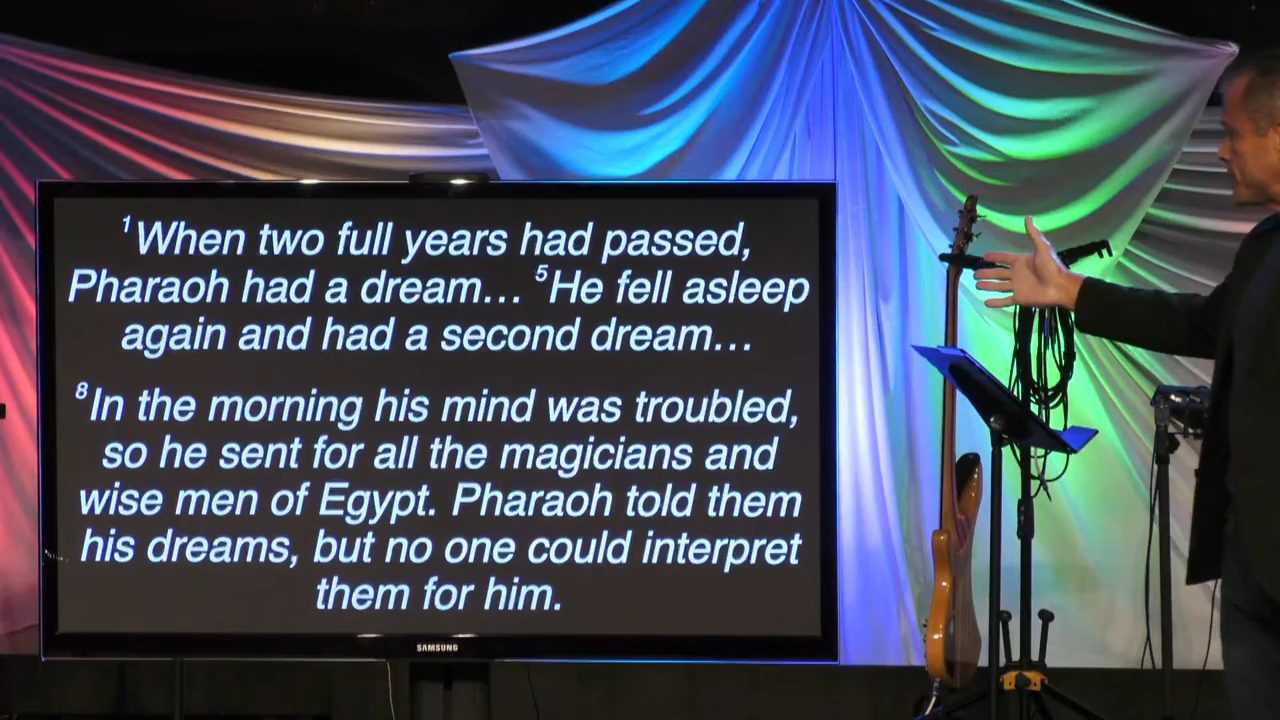 ¹When two full years had passed,
Pharaoh had a dream… ⁵He fell asleep
again and had a second dream…
⁸In the morning his mind was troubled,
so he sent for all the magicians and
wise men of Egypt. Pharaoh told them
his dreams, but no one could interpret
them for him.
SAMSUNG